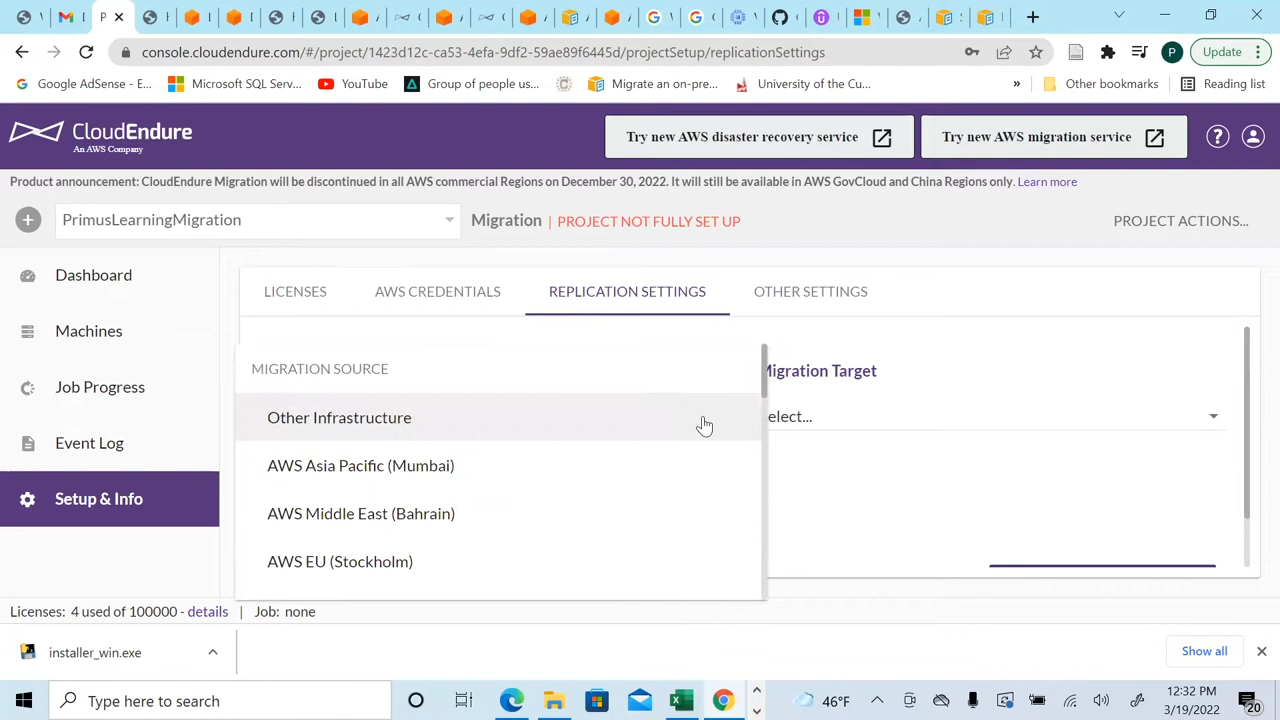 P
console.cloudendure.com/#/project/1423d12c-ca53-4efa-9df2-59ae89f6445d/projectSetup/replicationSettings
P
Update
Google AdSense - E...
Microsoft SQL Serv...
YouTube
Group of people us...
Migrate an on-pre...
University of the Cu...
»
Other bookmarks
Reading list
CloudEndure
An AWS Company
Try new AWS disaster recovery service
Try new AWS migration service
?
Product announcement: CloudEndure Migration will be discontinued in all AWS commercial Regions on December 30, 2022. It will still be available in AWS GovCloud and China Regions only. Learn more
PrimusLearningMigration
Migration | PROJECT NOT FULLY SET UP
PROJECT ACTIONS...
Dashboard
Machines
Job Progress
Event Log
Setup & Info
LICENSES
AWS CREDENTIALS
REPLICATION SETTINGS
OTHER SETTINGS
MIGRATION SOURCE
Other Infrastructure
AWS Asia Pacific (Mumbai)
AWS Middle East (Bahrain)
AWS EU (Stockholm)
Migration Target
elect...
Licenses: 4 used of 100000 - details
Job: none
installer_win.exe
Show all
Type here to search
46°F
12:32 PM
3/19/2022
20